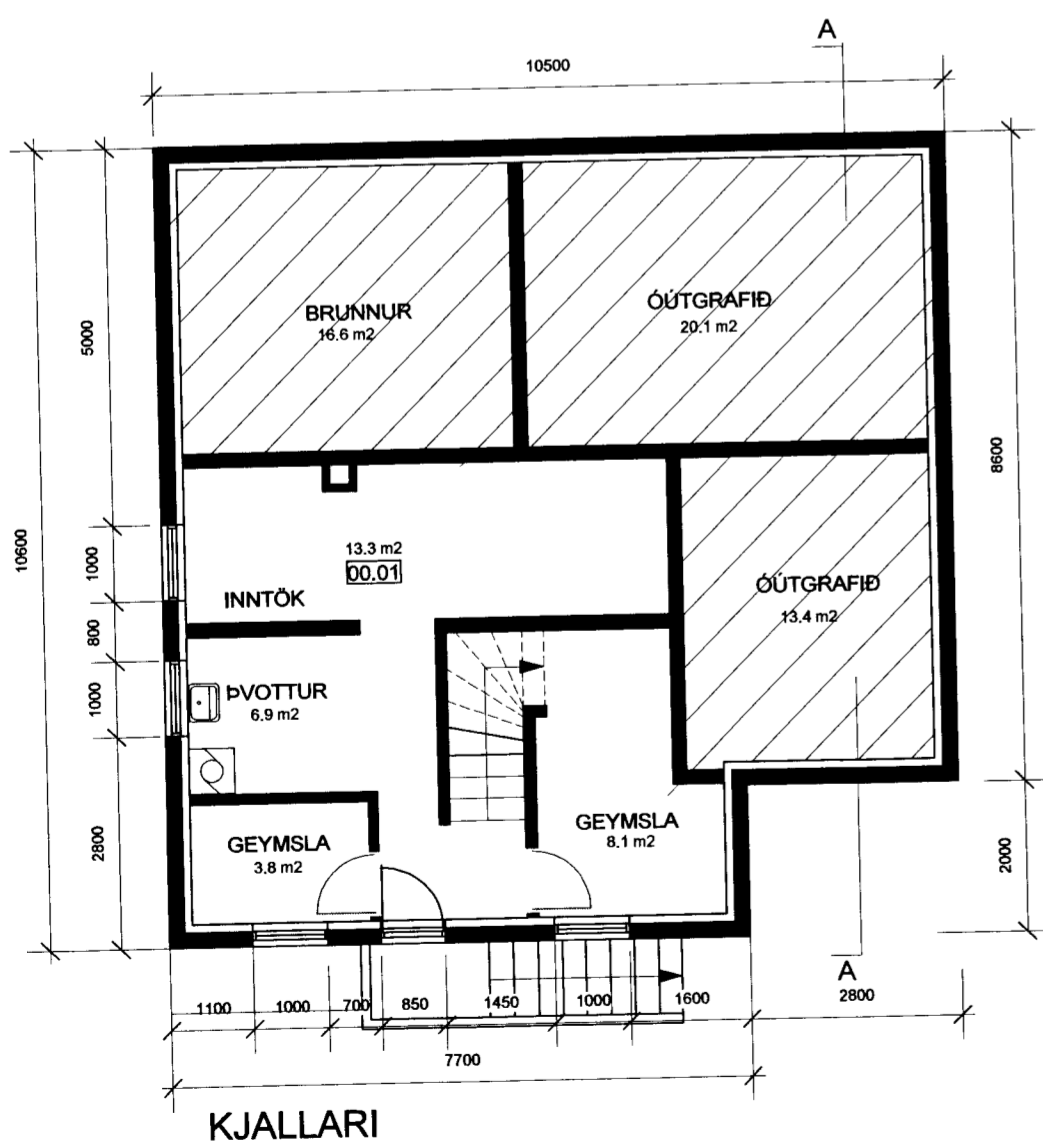 A
10500
5000
10600
8600
BRUNNUR
16.6 m2
ÓÚTGRAFIÐ
20.1 m2
13.3 m2
00.01
INNTÖK
1000
800
1000
2800
ÓÚTGRAFIÐ
13.4 m2
ÞVOTTUR
6.9 m2
GEYMSLA
3.8 m2
GEYMSLA
8.1 m2
2000
A
1100 1000 700 850 1450 1000 1600 2800
7700
KJALLARI